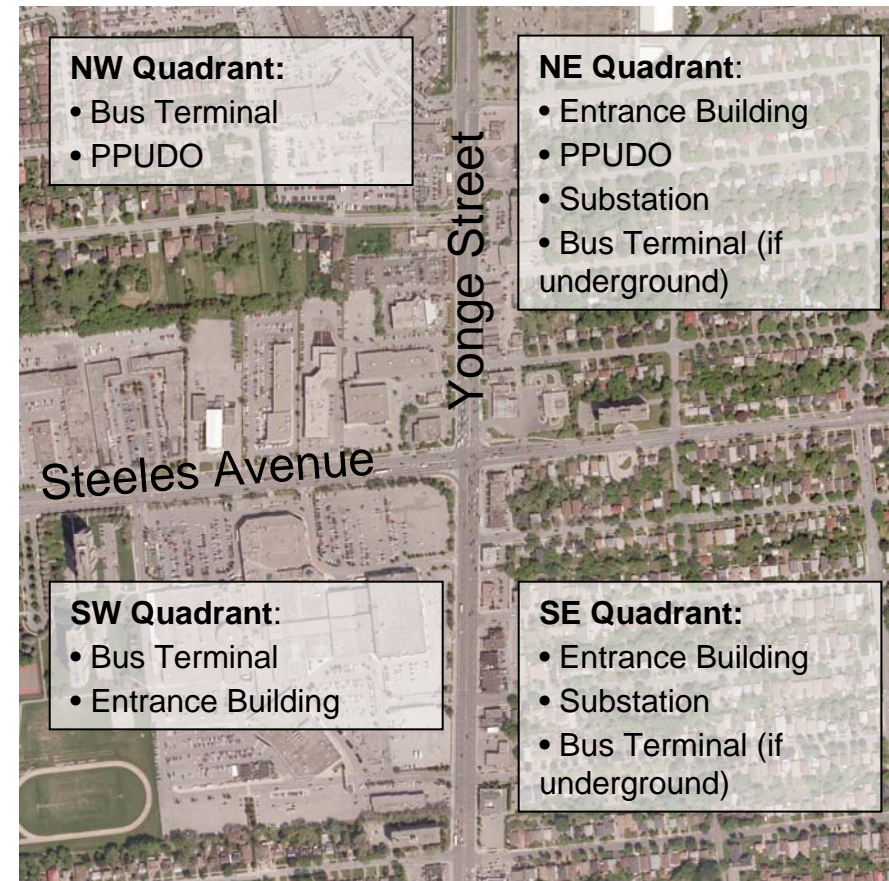 NW Quadrant:
• Bus Terminal
• PPUDO
NE Quadrant:
• Entrance Building
• PPUDO
• Substation
• Bus Terminal (if
underground)
Yonge Street
Steeles Avenue
SW Quadrant:
• Bus Terminal
• Entrance Building
SE Quadrant:
• Entrance Building
• Substation
• Bus Terminal (if
underground)